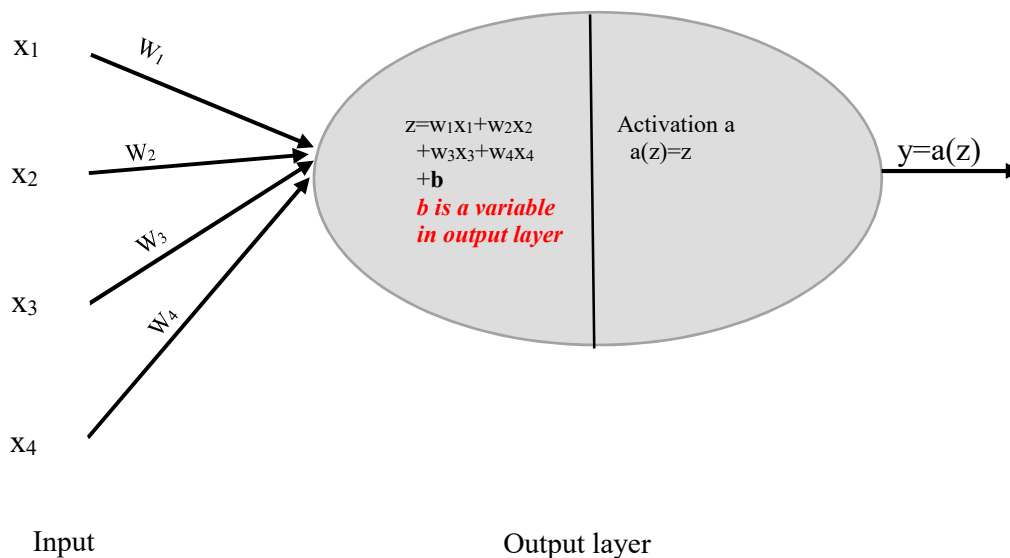 x1
W1
x2
W2
x3
W3
x4
W4
z=w1x1+w2x2
+w3x3+w4x4
+b
b is a variable
in output layer
Activation a
a(z)=z
y=a(z)
Input
Output layer